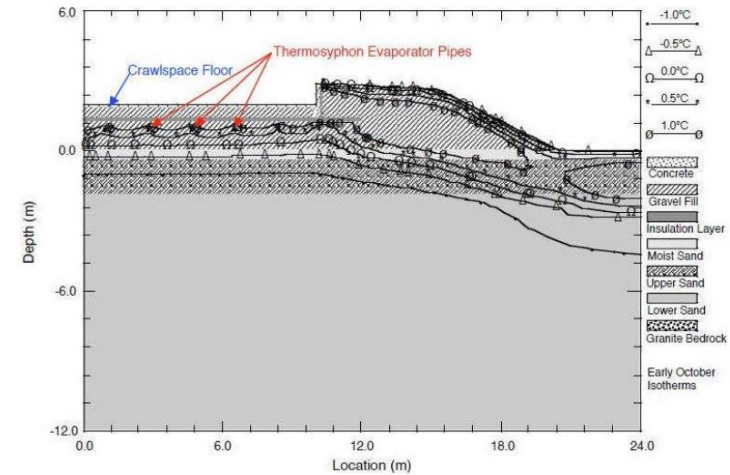 6.0
0.0
-6.0
-12.0
Depth (m)
0.0
6.0
12.0
18.0
24.0
Location (m)
Thermosyphon Evaporator Pipes
Crawlspace Floor
-1.0°C
-0.5°C
0.0°C
0.5°C
1.0°C
Concrete
Gravel Fill
Insulation Layer
Moist Sand
Upper Sand
Lower Sand
Granite Bedrock
Early October
Isotherms